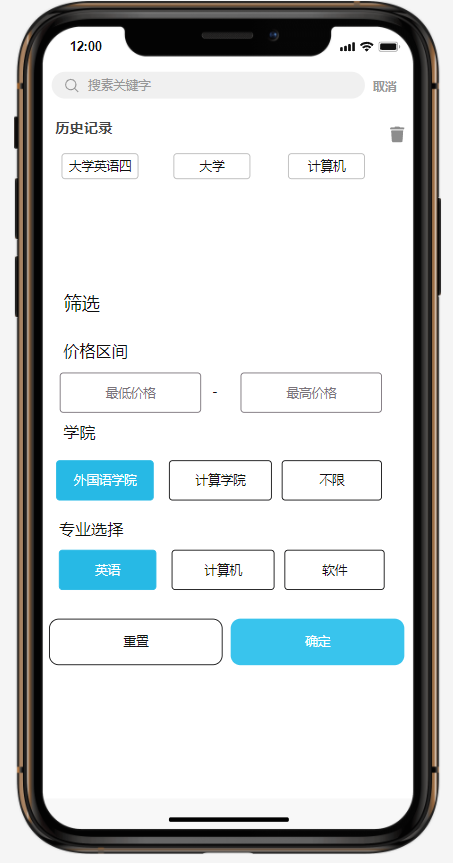 12:00
搜素关键字 取消
历史记录
大学英语四 大学 计算机
筛选
价格区间
最低价格 - 最高价格
学院
外国语学院 计算学院 不限
专业选择
英语 计算机 软件
重置 确定